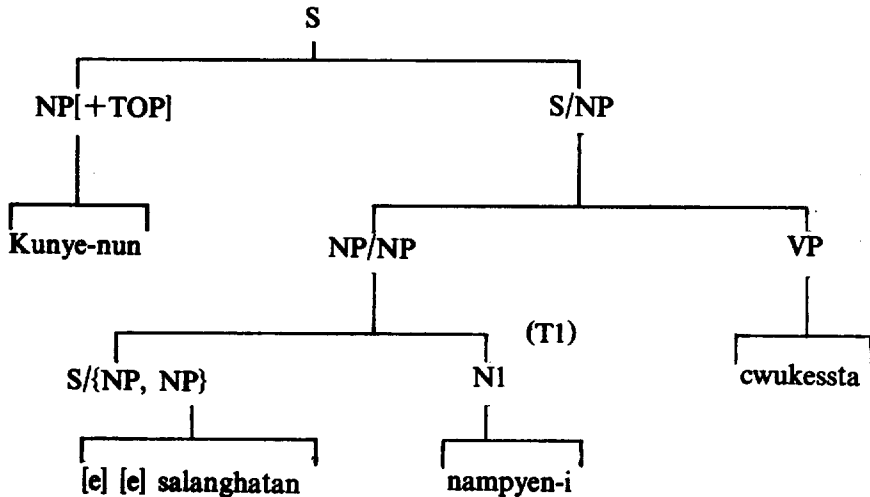 S
NP[+TOP] S/NP
Kunye-nun NP/NP VP
(T1)
S/{NP, NP} N1 cwukessta
[e] [e] salanghatan nampyen-i